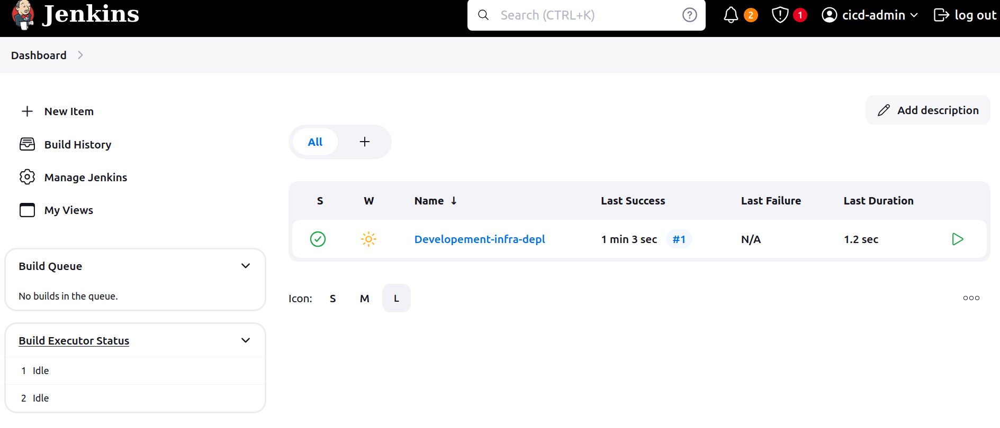 Jenkins
Search (CTRL+K)
2
1
cicd-admin
log out
Dashboard
New Item
Build History
Manage Jenkins
My Views
Add description
All
S W Name ↓ Last Success Last Failure Last Duration
Developement-infra-depl 1 min 3 sec #1 N/A 1.2 sec
Icon: S M L
Build Queue
No builds in the queue.
Build Executor Status
1 Idle
2 Idle